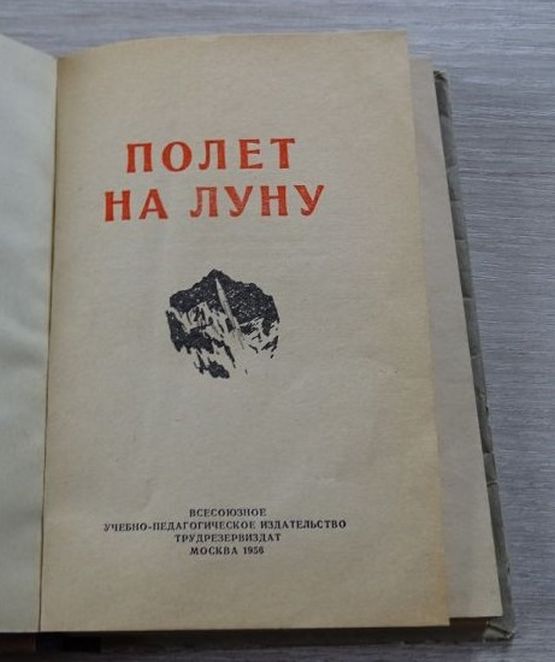 ПОЛЕТ
НА ЛУНУ
ВСЕСОЮЗНОЕ
УЧЕБНО-ПЕДАГОГИЧЕСКОЕ ИЗДАТЕЛЬСТВО
ТРУДРЕЗЕРВИЗДАТ
МОСКВА 1956